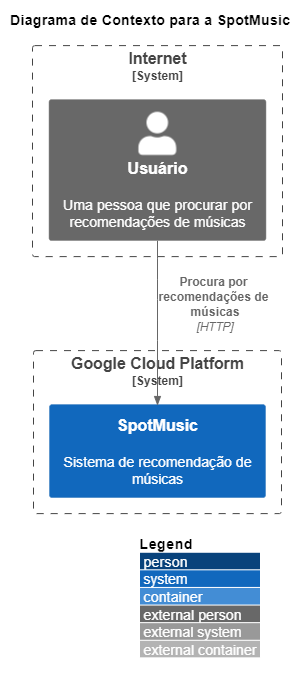 Diagrama de Contexto para a SpotMusic
Internet
[System]
Usuário
Uma pessoa que procurar por
recomendações de músicas
Procura por
recomendações de
músicas
[HTTP]
Google Cloud Platform
[System]
SpotMusic
Sistema de recomendação de
músicas
Legend
person
system
container
external person
external system
external container